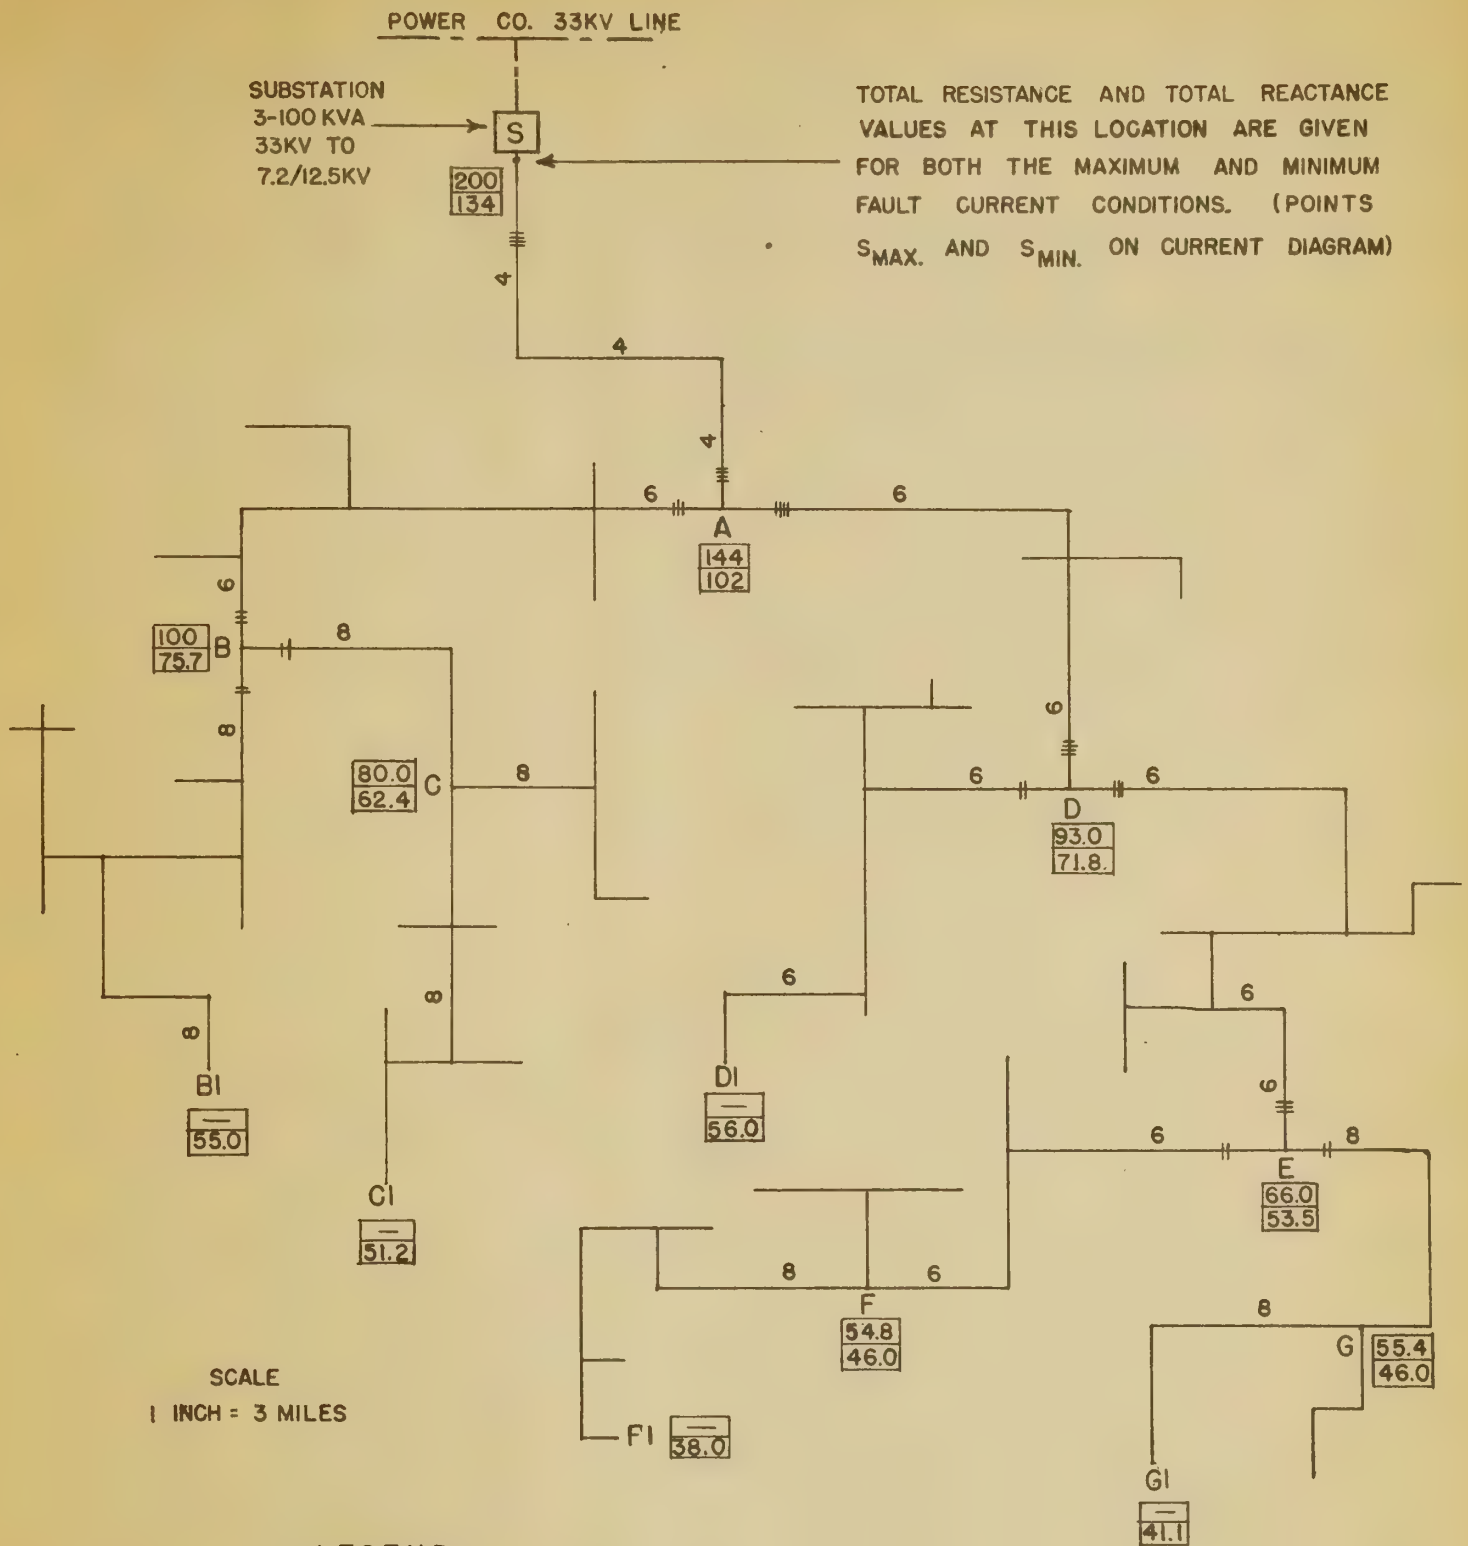 POWER CO. 33KV LINE
SUBSTATION
3-100 KVA
33KV TO
7.2/12.5KV
S
TOTAL RESISTANCE AND TOTAL REACTANCE
VALUES AT THIS LOCATION ARE GIVEN
FOR BOTH THE MAXIMUM AND MINIMUM
FAULT CURRENT CONDITIONS. (POINTS
SMAX. AND SMIN. ON CURRENT DIAGRAM)
200
134
4
4
4
6
6
A
144
102
6
100
75.7
B
8
8
80.0
62.4
C
8
6
6
6
D
93.0
71.8
8
6
6
8
B1
—
55.0
C1
—
51.2
D1
—
56.0
6
6
8
E
66.0
53.5
8
6
F
54.8
46.0
8
G
55.4
46.0
SCALE
1 INCH = 3 MILES
F1
—
38.0
G1
—
41.1